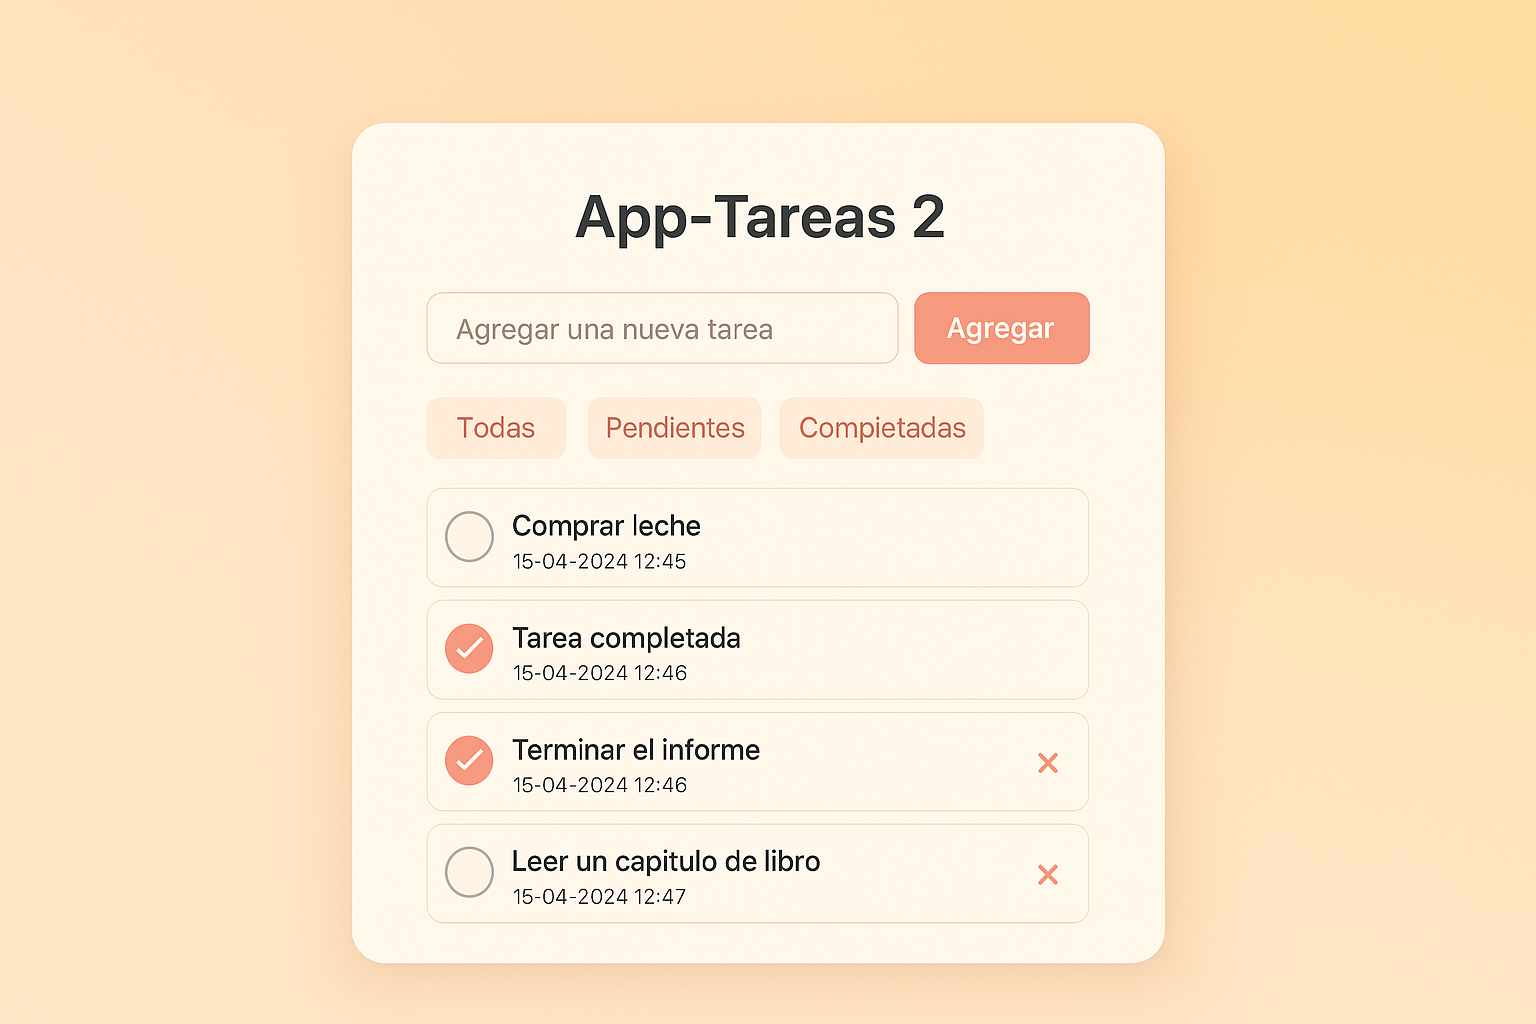 App-Tareas 2
Agregar una nueva tarea
Agregar
Todas
Pendientes
Compietadas
Comprar leche
15-04-2024 12:45
Tarea completada
15-04-2024 12:46
Terminar el informe
15-04-2024 12:46
Leer un capitulo de libro
15-04-2024 12:47